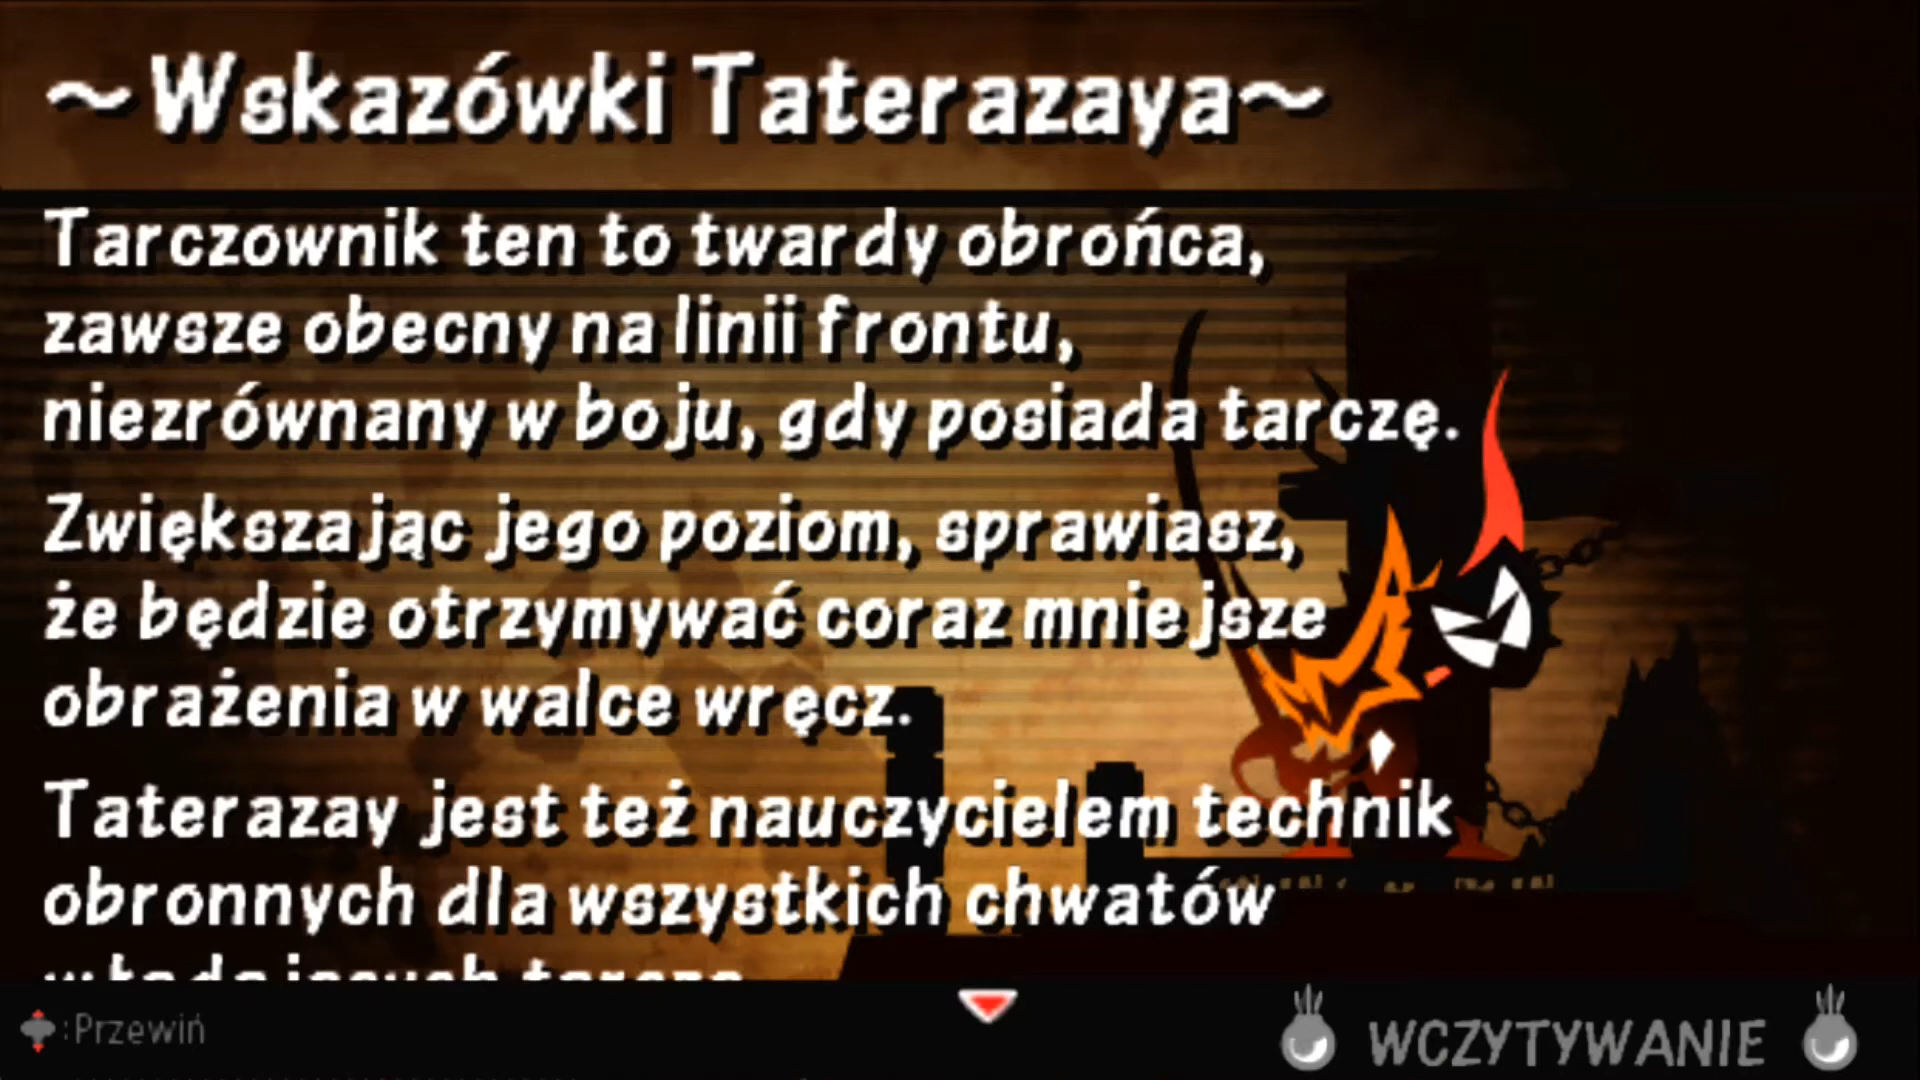 ~Wskazówki Taterazaya~
Tarczownik ten to twardy obrońca,
zawsze obecny na linii frontu,
niezrównany w boju, gdy posiada tarczę.
Zwiększając jego poziom, sprawiasz,
że będzie otrzymywać coraz mniejsze
obrażenia w walce wręcz.
Taterazay jest też nauczycielem technik
obronnych dla wszystkich chwatów
:Przewiń
WCZYTYWANIE